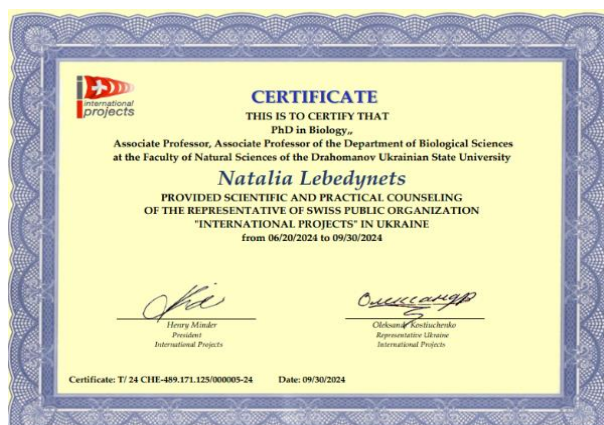 international
projects
CERTIFICATE
THIS IS TO CERTIFY THAT
PhD in Biology,,
Associate Professor, Associate Professor of the Department of Biological Sciences
at the Faculty of Natural Sciences of the Drahomanov Ukrainian State University
Natalia Lebedynets
PROVIDED SCIENTIFIC AND PRACTICAL COUNSELING
OF THE REPRESENTATIVE OF SWISS PUBLIC ORGANIZATION
"INTERNATIONAL PROJECTS" IN UKRAINE
from 06/20/2024 to 09/30/2024
Олександр
Henry Minder
President
International Projects
Oleksandr Kostiuchenko
Representative Ukraine
International Projects
Certificate: T/ 24 CHE-489.171.125/000005-24 Date: 09/30/2024